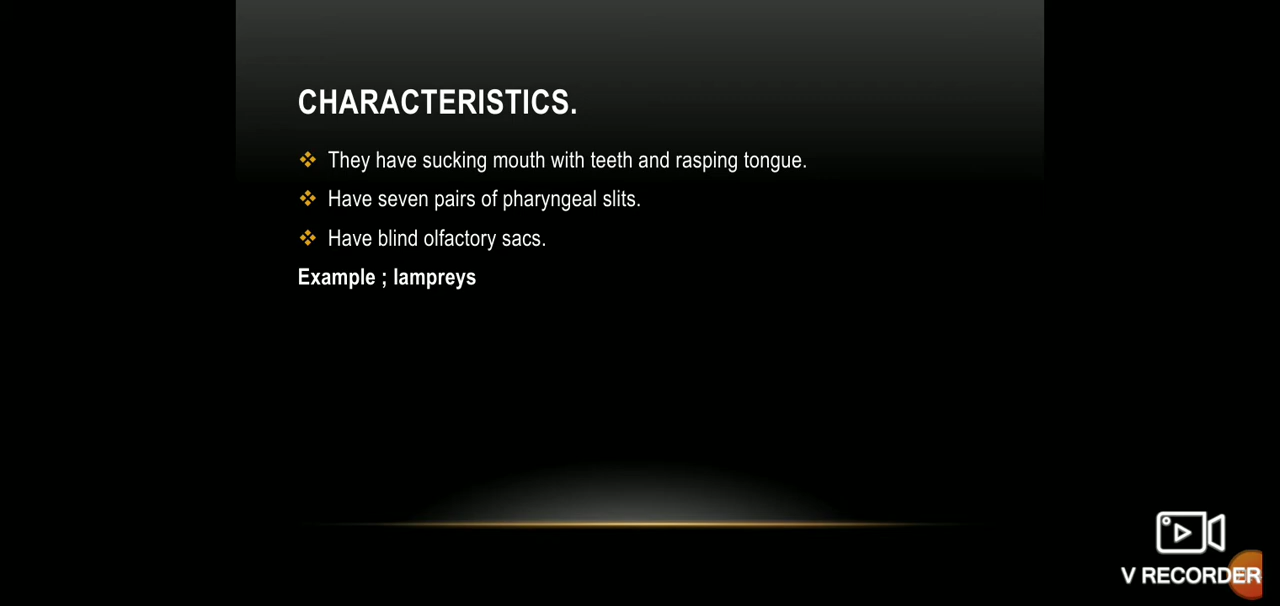 CHARACTERISTICS.
They have sucking mouth with teeth and rasping tongue.
Have seven pairs of pharyngeal slits.
Have blind olfactory sacs.
Example ; lampreys
V RECORDER